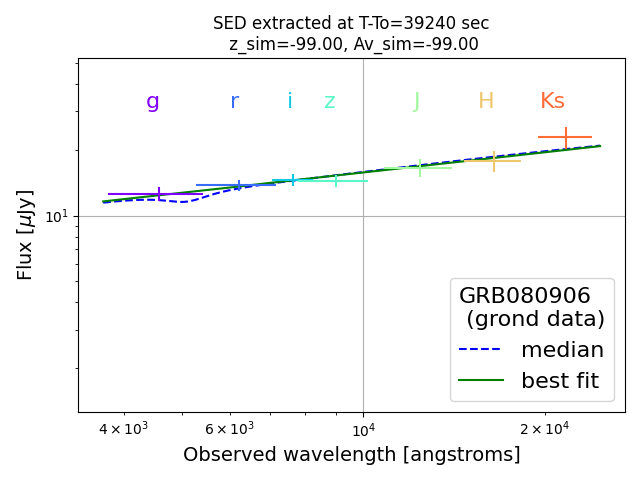 SED extracted at T-To=39240 sec
z_sim=-99.00, Av_sim=-99.00
g r i z J H Ks
Flux [μJy]
10¹
GRB080906
(grond data)
median
best fit
4 × 10³ 6 × 10³ 10⁴ 2 × 10⁴
Observed wavelength [angstroms]